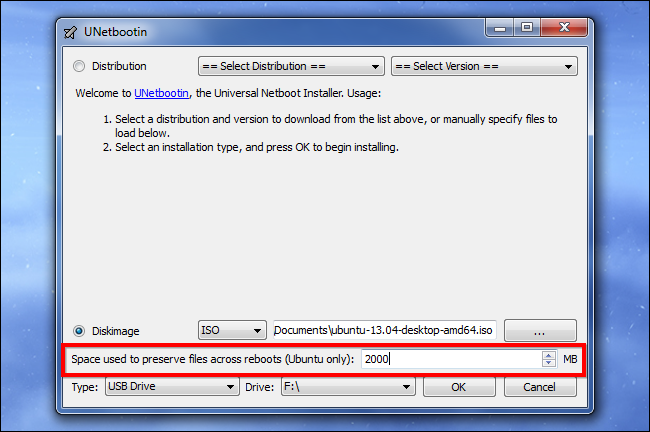 UNetbootin
Distribution == Select Distribution == == Select Version ==
Welcome to UNetbootin, the Universal Netboot Installer. Usage:
1. Select a distribution and version to download from the list above, or manually specify files to
load below.
2. Select an installation type, and press OK to begin installing.
Diskimage ISO Documents\ubuntu-13.04-desktop-amd64.iso ...
Space used to preserve files across reboots (Ubuntu only): 2000 MB
Type: USB Drive Drive: F:\ OK Cancel